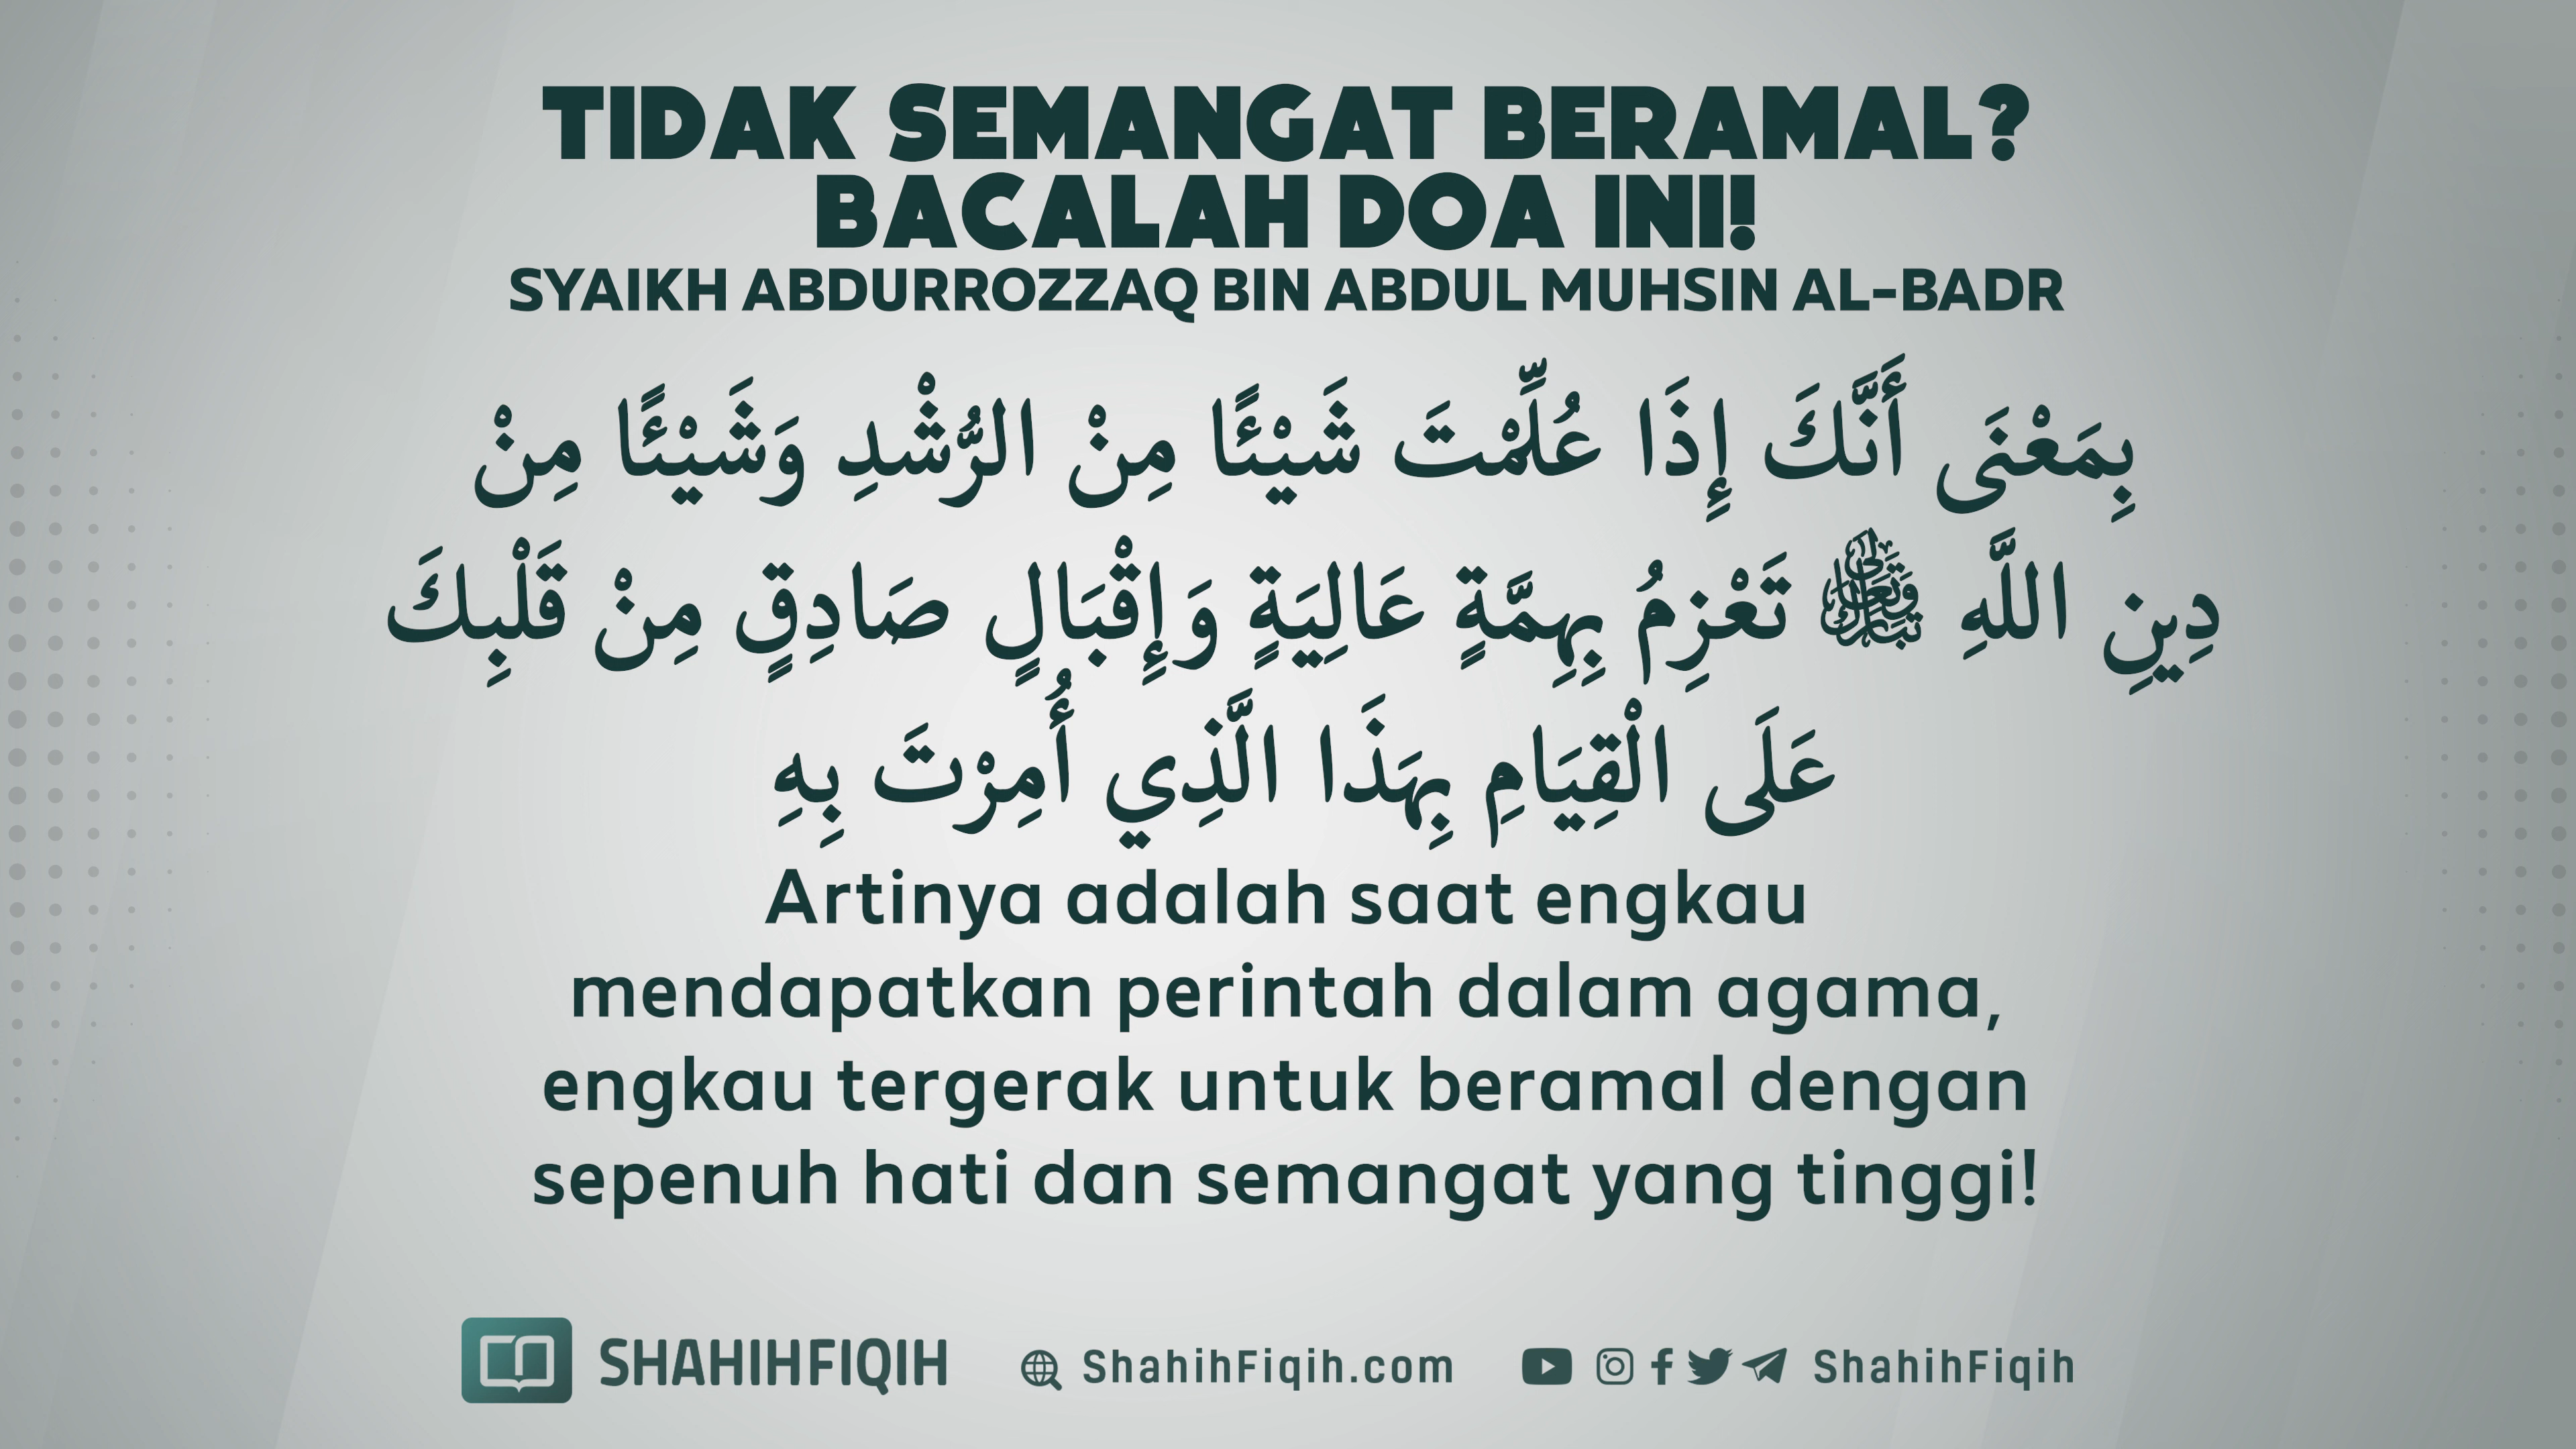 TIDAK SEMANGAT BERAMAL?
BACALAH DOA INI!
SYAIKH ABDURROZZAQ BIN ABDUL MUHSIN AL-BADR
بِمَعْنَى أَنَّكَ إِذَا عُلِّمْتَ شَيْئًا مِنْ الرُّشْدِ وَشَيْئًا مِنْ
دِينِ اللَّهِ تَبَارَكَ وَتَعَالَى تَعْزِمُ بِهِمَّةٍ عَالِيَةٍ وَإِقْبَالٍ صَادِقٍ مِنْ قَلْبِكَ
عَلَى الْقِيَامِ بِهَذَا الَّذِي أُمِرْتَ بِهِ
Artinya adalah saat engkau
mendapatkan perintah dalam agama,
engkau tergerak untuk beramal dengan
sepenuh hati dan semangat yang tinggi!
SHAHIHFIQIH ShahihFiqih.com ShahihFiqih